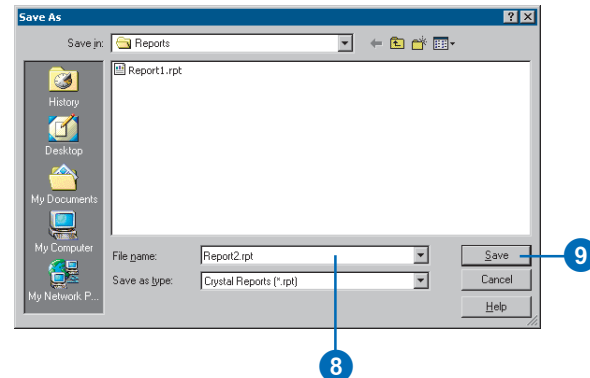 Save As
Save in: Reports
Report1.rpt
History
Desktop
My Documents
My Computer
My Network P...
File name: Report2.rpt Save
Save as type: Crystal Reports (*.rpt) Cancel
Help
9
8